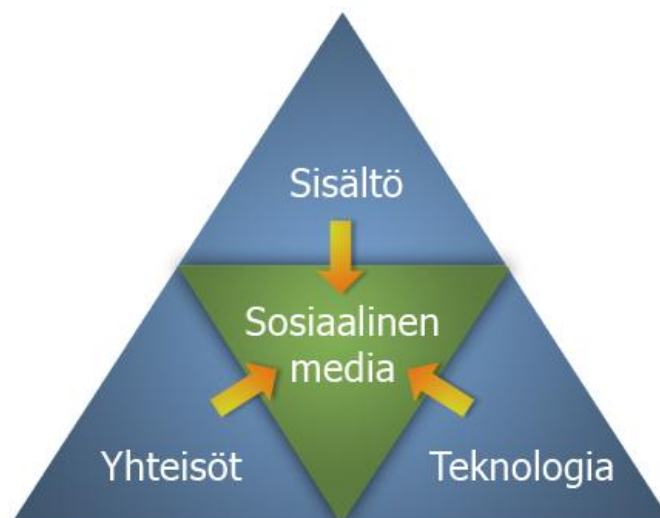 Sisältö
Sosiaalinen
media
Yhteisöt
Teknologia